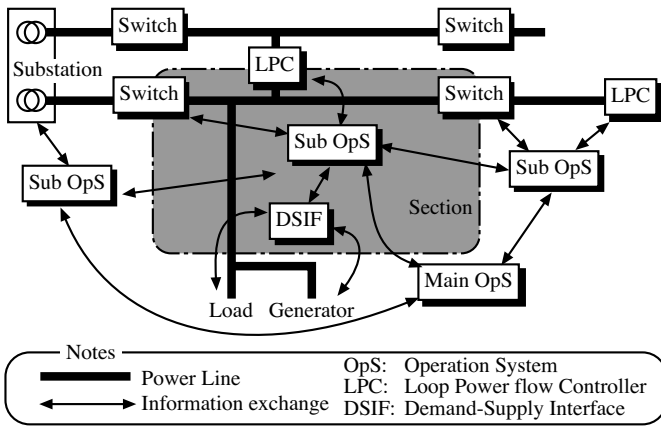 Switch
Switch
LPC
Substation
Switch
Switch
LPC
Sub OpS
Sub OpS
Sub OpS
DSIF
Section
Main OpS
Load
Generator
Notes
Power Line
Information exchange
OpS: Operation System
LPC: Loop Power flow Controller
DSIF: Demand-Supply Interface